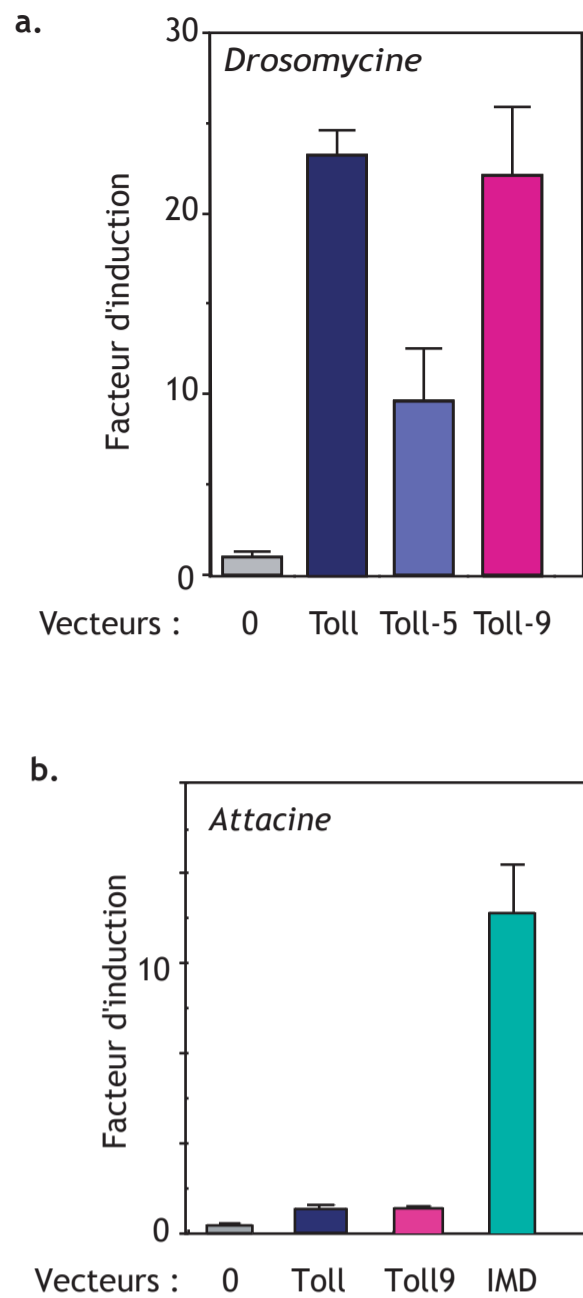 a.
30
Drosomycine
20
10
0
Facteur d'induction
Vecteurs : 0 Toll Toll-5 Toll-9
b.
Attacine
10
0
Facteur d'induction
Vecteurs : 0 Toll Toll9 IMD